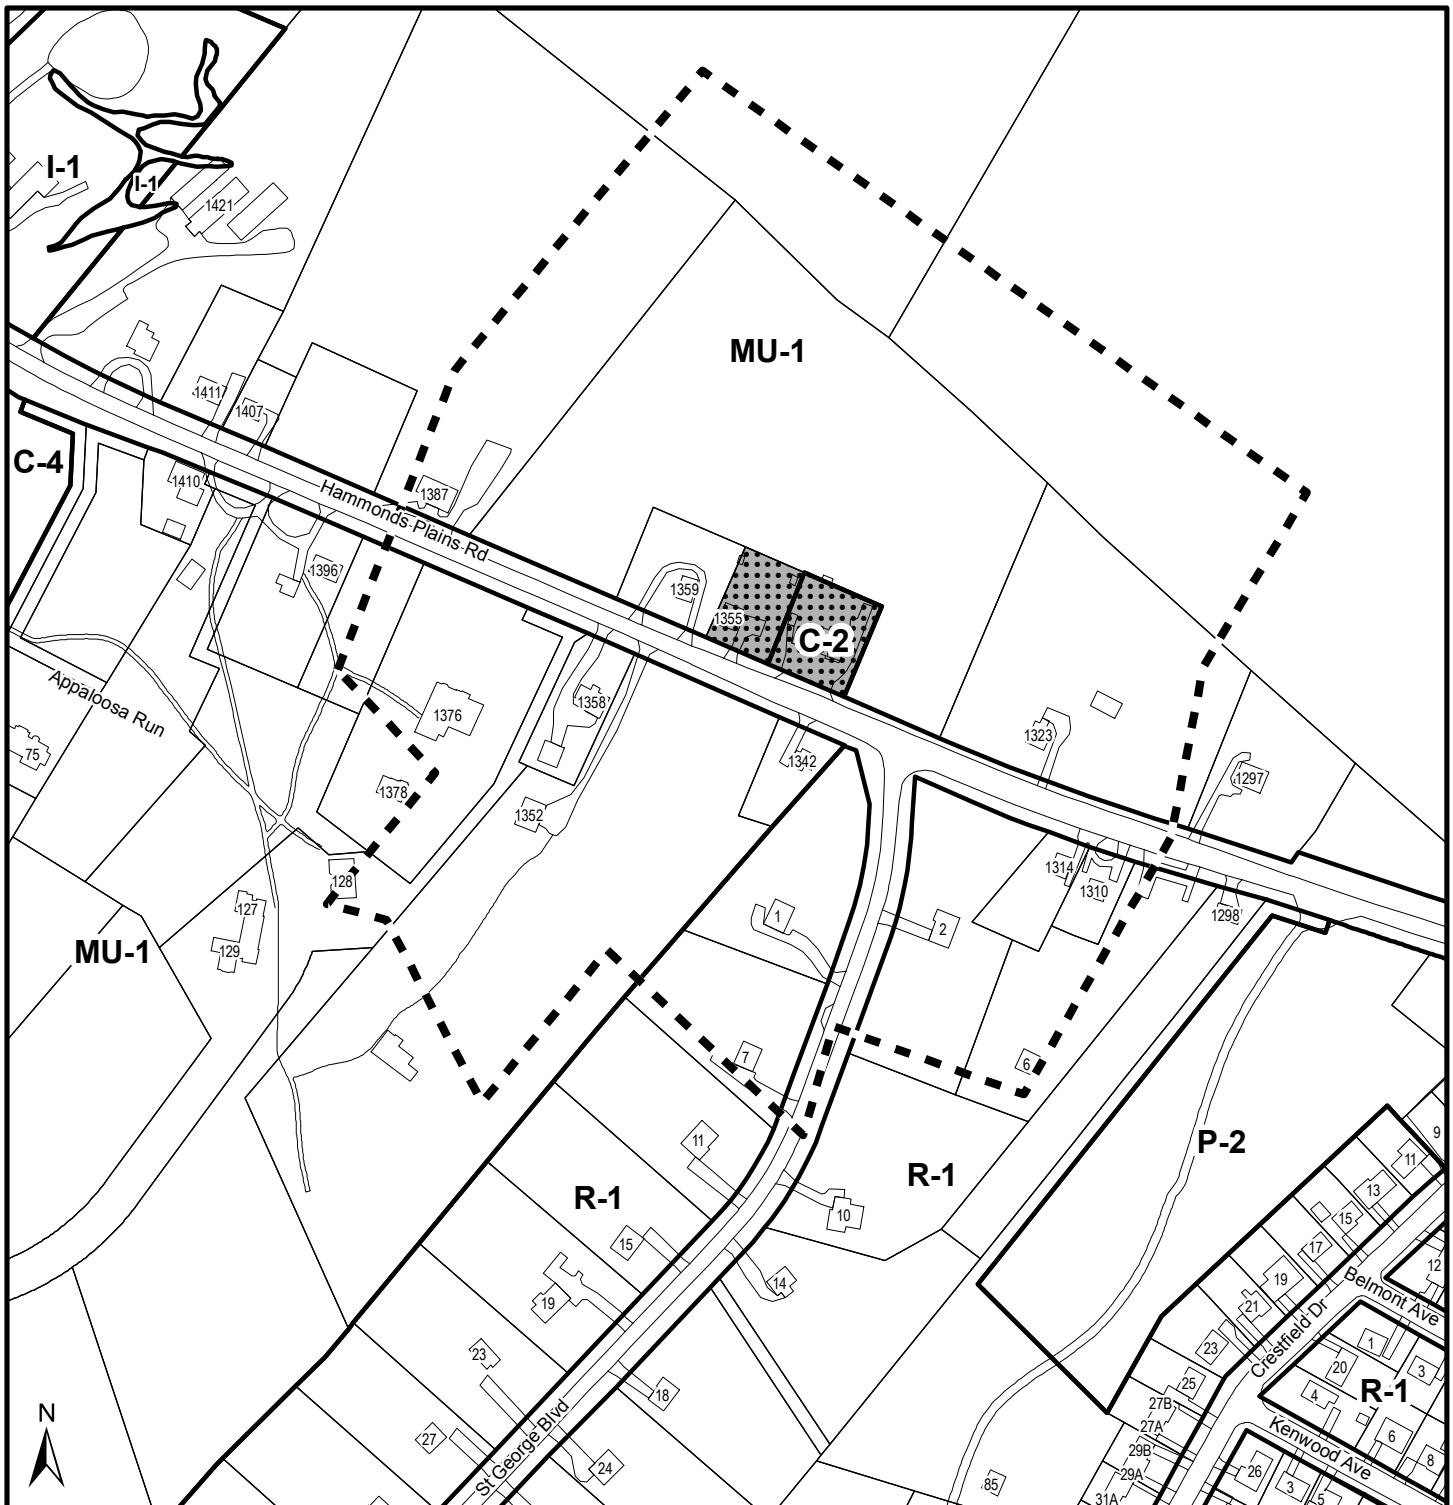 I-1
I-1
1421
MU-1
1411
1407
C-4
1410
1387
Hammonds Plains Rd
1396
1359
1355
C-2
Appaloosa Run
75
1376
1358
1378
1352
1342
1323
1297
128
1314
1310
127
129
MU-1
1
2
1298
7
6
P-2
R-1
R-1
11
10
15
14
19
23
18
27
24
St George Blvd
9
11
13
15
17
12
19
Belmont Ave
21
Crestfield Dr
1
23
3
20
25
R-1
4
27B
27A
6
Kenwood Ave
29B
8
29A
26
3
85
31A
5
N